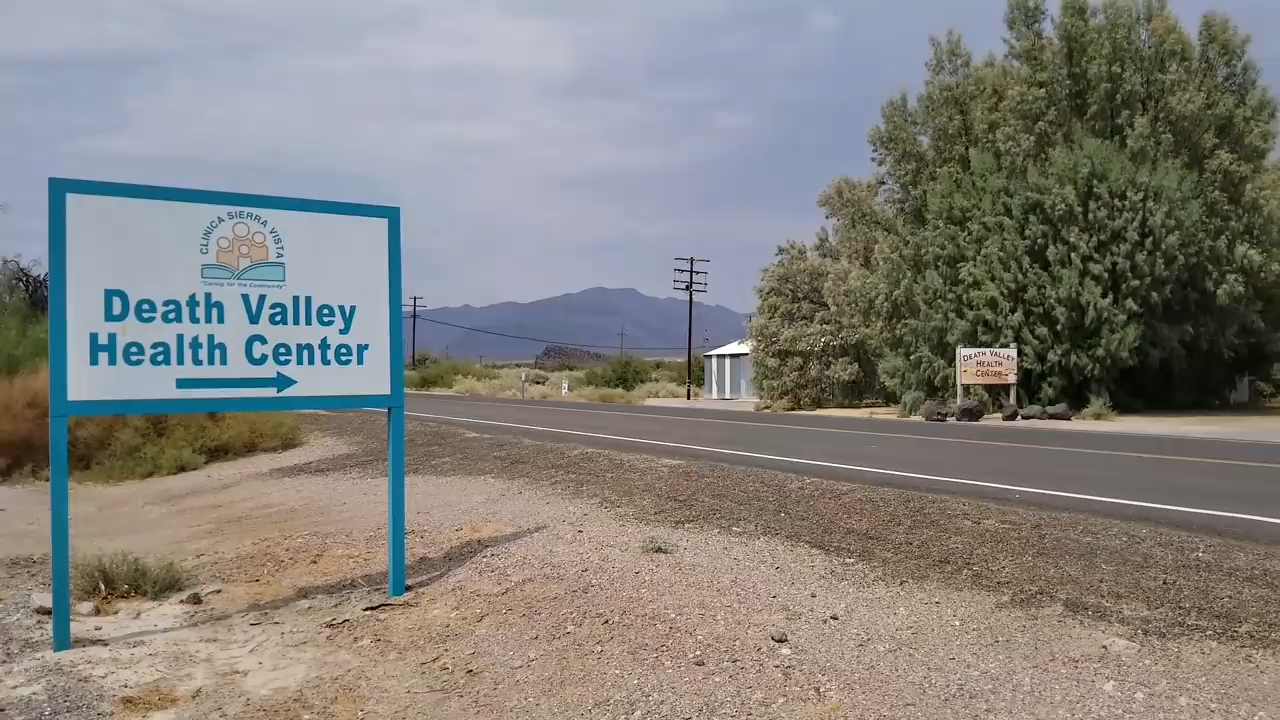 CLINICA SIERRA VISTA
"Caring for the Community"
Death Valley
Health Center
DEATH VALLEY
HEALTH
CENTER